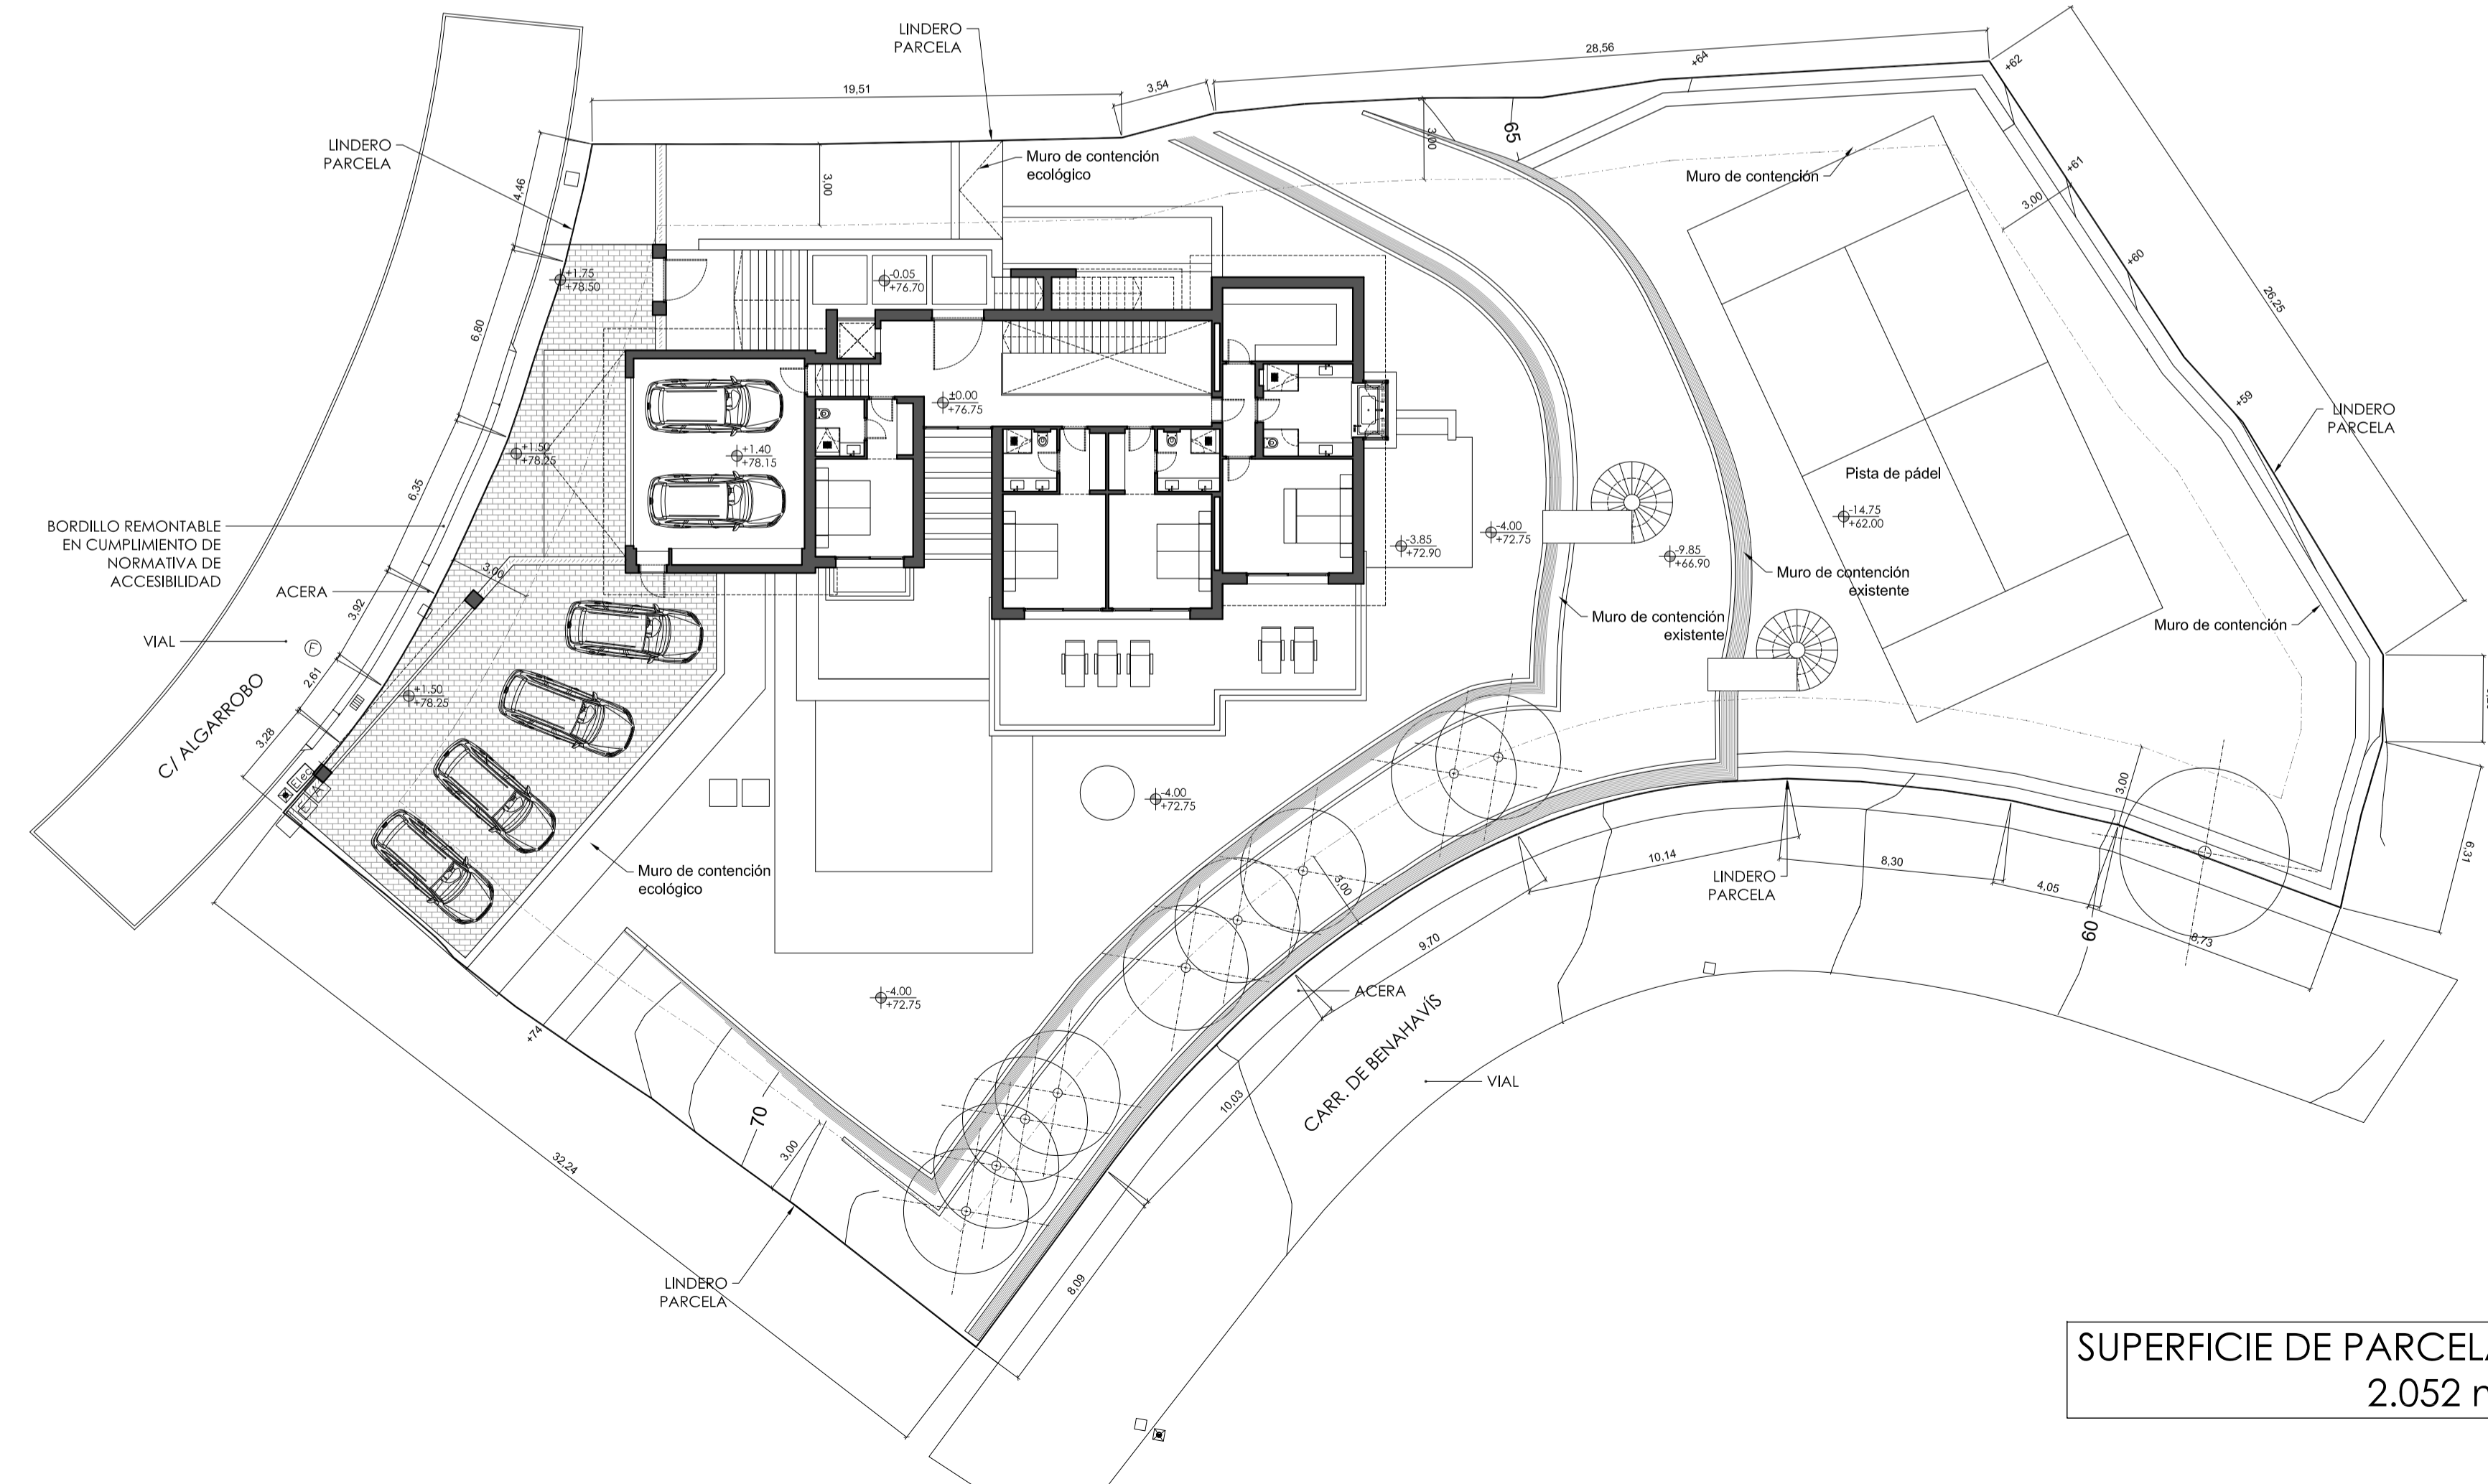 LINDERO
PARCELA
28,56
+64
+62
19,51
3,54
LINDERO
PARCELA
65
3,00
Muro de contención
ecológico
Muro de contención
+61
3,00
4,46
3,00
+60
26,25
+1.75
+78.50
-0.05
+76.70
6,80
±0.00
+76.75
+59
LINDERO
PARCELA
+1.50
+78.25
+1.40
+78.15
Pista de pádel
6,35
-14.75
+62.00
BORDILLO REMONTABLE
EN CUMPLIMIENTO DE
NORMATIVA DE
ACCESIBILIDAD
-4.00
+72.75
-3.85
+72.90
-9.85
+66.90
3,00
Muro de contención
existente
ACERA
3,92
Muro de contención
existente
Muro de contención
VIAL
F
2,61
+1.50
+78.25
C/ ALGARROBO
3,28
Elec
A
-4.00
+72.75
3,00
Muro de contención
ecológico
3,00
10,14
8,30
LINDERO
PARCELA
4,05
6,31
60
8,73
9,70
ACERA
-4.00
+72.75
+74
CARR. DE BENAHAVÍS
VIAL
70
10,03
3,00
32,24
LINDERO
PARCELA
8,09
SUPERFICIE DE PARCELA
2.052